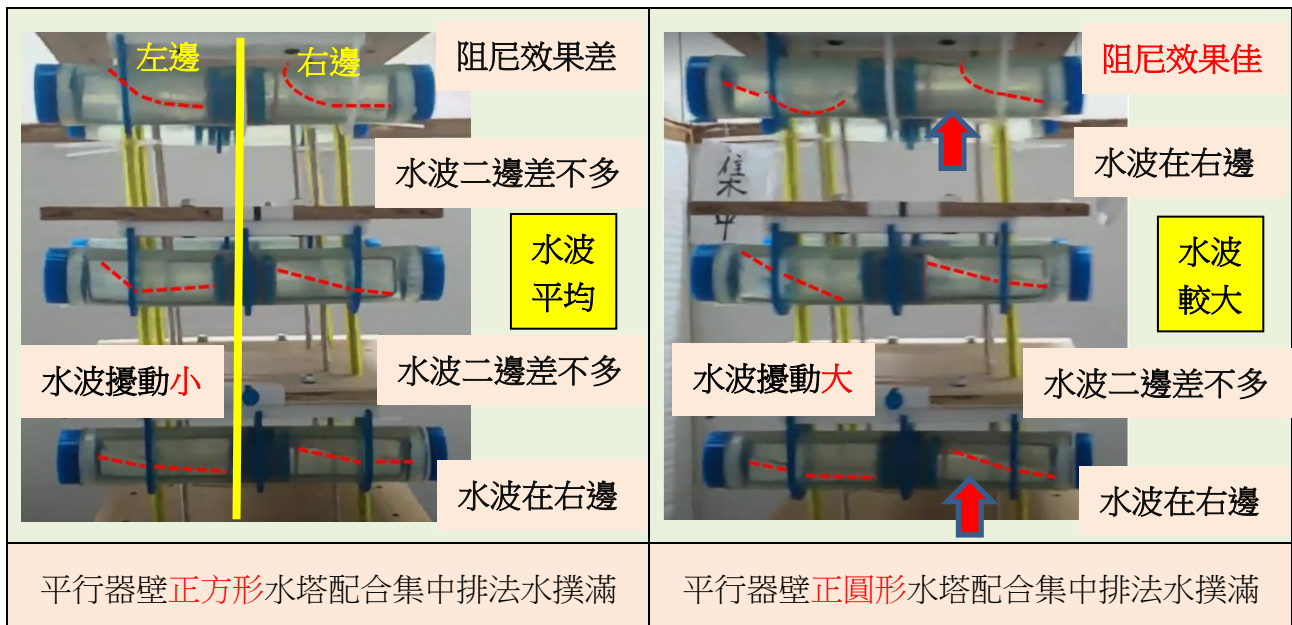 左邊
右邊
阻尼效果差
水波二邊差不多
水波
平均
水波擾動小
水波二邊差不多
水波在右邊
平行器壁正方形水塔配合集中排法水撲滿
阻尼效果佳
水波在右邊
水波
較大
水波擾動大
水波二邊差不多
水波在右邊
平行器壁正圓形水塔配合集中排法水撲滿